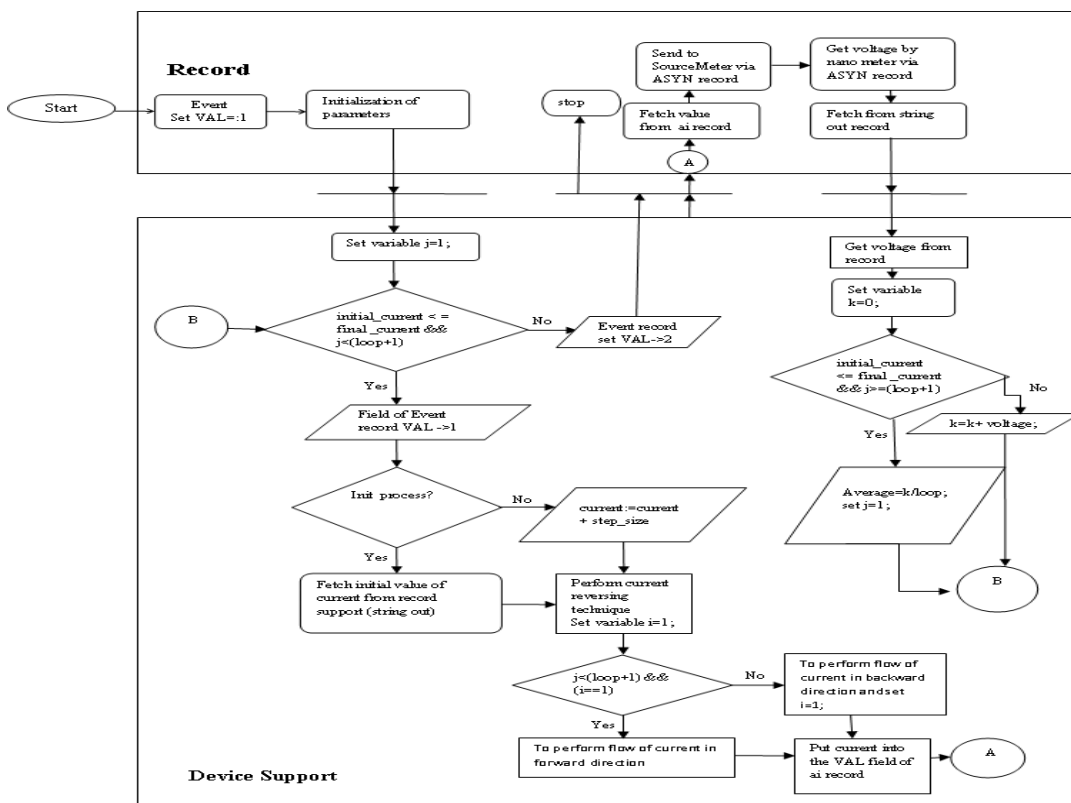 Record
Start
Event
Set VAL=:1
Initialization of
parameters
stop
Send to
SourceMeter via
ASYN record
Fetch value
from ai record
A
Get voltage by
nano meter via
ASYN record
Fetch from string
out record
Set variable j=1;
B
initial_current < =
final _current &&
j<(loop+1)
No
Event record
set VAL->2
Yes
Field of Event
record VAL ->1
Init process?
No
current:=current
+ step_size
Yes
Fetch initial value of
current from record
support (string out)
Perform current
reversing
technique
Set variable i=1;
j<(loop+1) &&
(i==1)
No
To perform flow of
current in backward
direction and set
i=1;
Yes
To perform flow of current in
forward direction
Put current into
the VAL field of
ai record
A
Get voltage from
record
Set variable
k=0;
initial_current
<= final _current
&& j>=(loop+1)
No
k=k+ voltage;
Yes
Average=k/loop;
set j=1;
B
Device Support